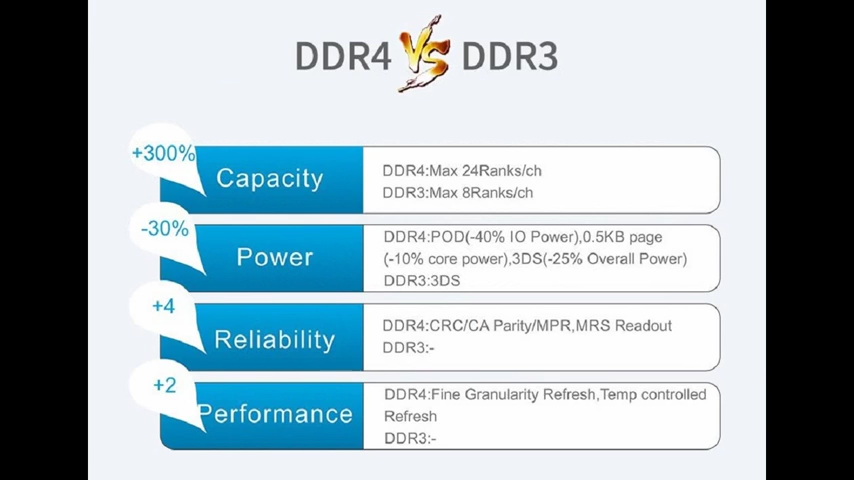 DDR4 VS DDR3
+300%
Capacity
DDR4:Max 24Ranks/ch
DDR3:Max 8Ranks/ch
-30%
Power
DDR4:POD(-40% IO Power),0.5KB page
(-10% core power),3DS(-25% Overall Power)
DDR3:3DS
+4
Reliability
DDR4:CRC/CA Parity/MPR,MRS Readout
DDR3:-
+2
Performance
DDR4:Fine Granularity Refresh,Temp controlled
Refresh
DDR3:-